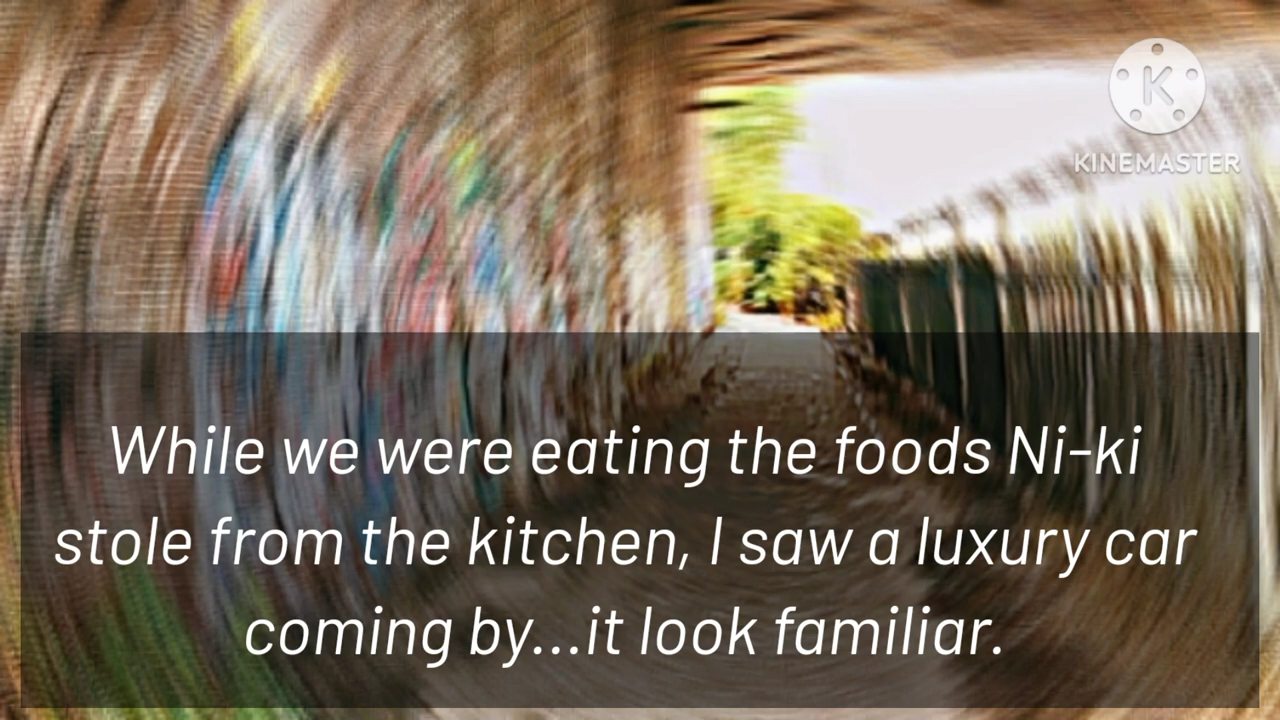 KINEMASTER
While we were eating the foods Ni-ki
stole from the kitchen, I saw a luxury car
coming by...it look familiar.